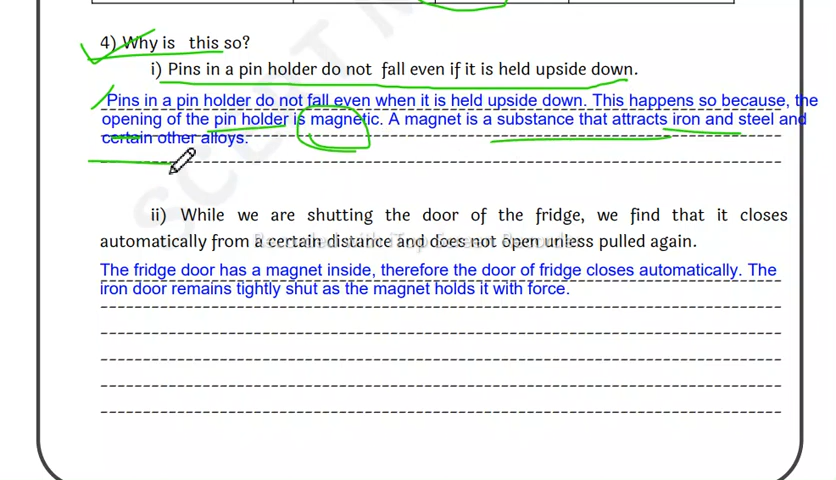 4) Why is this so?
i) Pins in a pin holder do not fall even if it is held upside down.
Pins in a pin holder do not fall even when it is held upside down. This happens so because, the
opening of the pin holder is magnetic. A magnet is a substance that attracts iron and steel and
certain other alloys.
ii) While we are shutting the door of the fridge, we find that it closes
automatically from a certain distance and does not open unless pulled again.
The fridge door has a magnet inside, therefore the door of fridge closes automatically. The
iron door remains tightly shut as the magnet holds it with force.